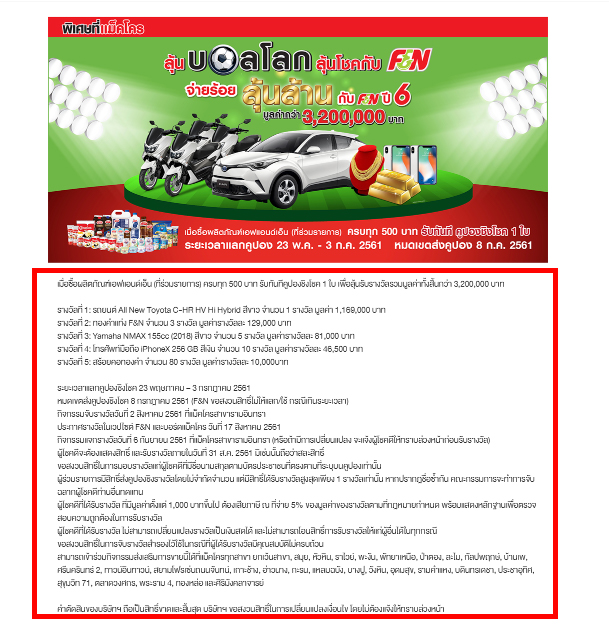 พิเศษที่แม็คโคร
ลุ้น บอลโลก ลุ้นโชคกับ F&N
จ่ายร้อย ลุ้นล้าน กับ F&N ปี 6
มูลค่ากว่า 3,200,000 บาท
เมื่อซื้อผลิตภัณฑ์เอฟแอนด์เอ็น (ที่ร่วมรายการ) ครบทุก 500 บาท รับทันที คูปองชิงโชค 1 ใบ
ระยะเวลาแลกคูปอง 23 พ.ค. - 3 ก.ค. 2561 หมดเขตส่งคูปอง 8 ก.ค. 2561
เมื่อซื้อผลิตภัณฑ์เอฟแอนด์เอ็น (ที่ร่วมรายการ) ครบทุก 500 บาท รับทันทีคูปองชิงโชค 1 ใบ เพื่อลุ้นรับรางวัลรวมมูลค่าทั้งสิ้นกว่า 3,200,000 บาท
รางวัลที่ 1: รถยนต์ All New Toyota C-HR HV Hi Hybrid สีขาว จำนวน 1 รางวัล มูลค่า 1,169,000 บาท
รางวัลที่ 2: ทองคำแท่ง F&N จำนวน 3 รางวัล มูลค่ารางวัลละ 129,000 บาท
รางวัลที่ 3: Yamaha NMAX 155cc (2018) สีขาว จำนวน 5 รางวัล มูลค่ารางวัลละ 81,000 บาท
รางวัลที่ 4: โทรศัพท์มือถือ iPhoneX 256 GB สีเงิน จำนวน 10 รางวัล มูลค่ารางวัลละ 46,500 บาท
รางวัลที่ 5: สร้อยคอทองคำ จำนวน 80 รางวัล มูลค่ารางวัลละ 10,000บาท
ระยะเวลาแลกคูปองชิงโชค 23 พฤษภาคม – 3 กรกฎาคม 2561
หมดเขตส่งคูปองชิงโชค 8 กรกฎาคม 2561 (F&N ขอสงวนสิทธิ์ไม่ให้แลก/ใช้ กรณีเกินระยะเวลา)
กิจกรรมจับรางวัลวันที่ 2 สิงหาคม 2561 ที่แม็คโครสาขารามอินทรา
ประกาศรางวัลในเวปไซต์ F&N และบอร์ดแม็คโคร วันที่ 17 สิงหาคม 2561
กิจกรรมแจกรางวัลวันที่ 6 กันยายน 2561 ที่แม็คโครสาขารามอินทรา (หรือถ้ามีการเปลี่ยนแปลง จะแจ้งผู้โชคดีให้ทราบล่วงหน้าก่อนรับรางวัล)
ผู้โชคดีจะต้องแสดงสิทธิ์ และรับรางวัลภายในวันที่ 31 ส.ค. 2561 มิเช่นนั้นถือว่าสละสิทธิ์
ขอสงวนสิทธิ์ในการมอบรางวัลแก่ผู้โชคดีที่มีชื่อนามสกุลตามบัตรประชาชนที่ตรงตามที่ระบุบนคูปองเท่านั้น
ผู้ร่วมรายการมีสิทธิ์ส่งคูปองชิงรางวัลโดยไม่จำกัดจำนวน แต่มีสิทธิ์ได้รับรางวัลสูงสุดเพียง 1 รางวัลเท่านั้น หากปรากฏชื่อซ้ำกัน คณะกรรมการจะทำการจับ
ฉลากผู้โชคดีท่านอื่นทดแทน
ผู้โชคดีที่ได้รับรางวัล ที่มีมูลค่าตั้งแต่ 1,000 บาทขึ้นไป ต้องเสียภาษี ณ ที่จ่าย 5% ของมูลค่าของรางวัลตามที่กฎหมายกำหนด พร้อมแสดงหลักฐานเพื่อตรวจ
สอบความถูกต้องในการรับรางวัล
ผู้โชคดีที่ได้รับรางวัล ไม่สามารถเปลี่ยนแปลงรางวัลเป็นเงินสดได้ และไม่สามารถโอนสิทธิ์การรับรางวัลให้แก่ผู้อื่นได้ในทุกกรณี
ขอสงวนสิทธิ์ในการจับรางวัลสำรองไว้ใช้ในกรณีที่ผู้ได้รับรางวัลมีคุณสมบัติไม่ครบถ้วน
สามารถเข้าร่วมกิจกรรมส่งเสริมการขายนี้ได้ที่แม็คโครทุกสาขา ยกเว้นสาขา, สมุย, หัวหิน, ราไวย์, พะงัน, พัทยาเหนือ, ป่าตอง, ละไม, กัลปพฤกษ์, บ้านเพ,
ศรีนครินทร์ 2, ทาวน์อินทาวน์, สยามโฟรเซ่นถนนจันทน์, เกาะช้าง, อ่าวนาง, กะรน, แหลมฉบัง, บางปู, วังหิน, อุดมสุข, รามคำแหง, บดินทรเดชา, ประชาอุทิศ,
สุขุมวิท 71, ตลาดวงศกร, พระราม 4, ทองหล่อ และศิริมังคลาจารย์
คำตัดสินของบริษัทฯ ถือเป็นสิทธิ์ขาดและสิ้นสุด บริษัทฯ ขอสงวนสิทธิ์ในการเปลี่ยนแปลงเงื่อนไข โดยไม่ต้องแจ้งให้ทราบล่วงหน้า